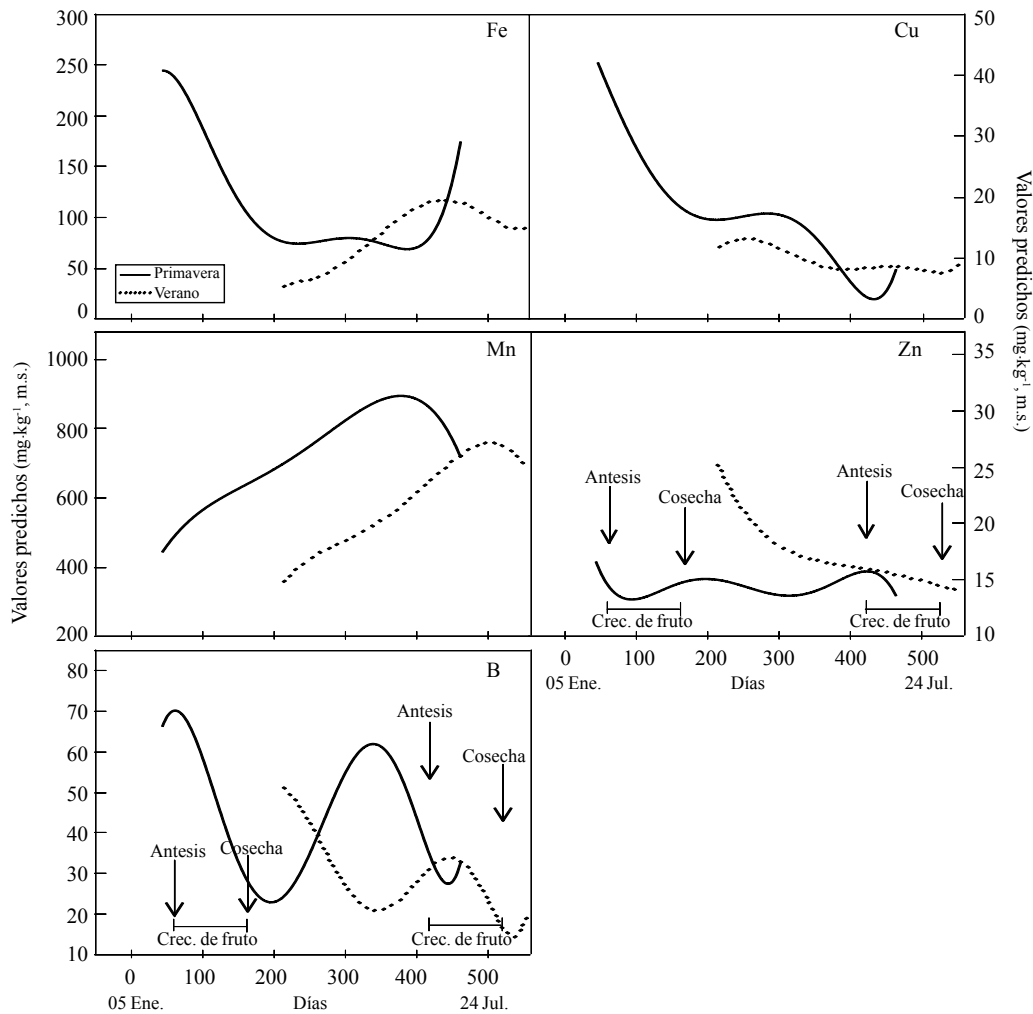 Fe
300
250
200
150
100
50
0
Primavera
Verano
Cu
50
40
30
20
10
0
Valores predichos (mg·kg⁻¹, m.s.)
Mn
1000
800
600
400
200
Valores predichos (mg·kg⁻¹, m.s.)
Zn
35
30
25
20
15
10
Antesis
Cosecha
Antesis
Cosecha
Crec. de fruto
Crec. de fruto
0 100 200 300 400 500
05 Ene. Días 24 Jul.
B
70
60
50
40
30
20
10
Antesis
Cosecha
Antesis
Cosecha
Crec. de fruto
Crec. de fruto
0 100 200 300 400 500
05 Ene. Días 24 Jul.